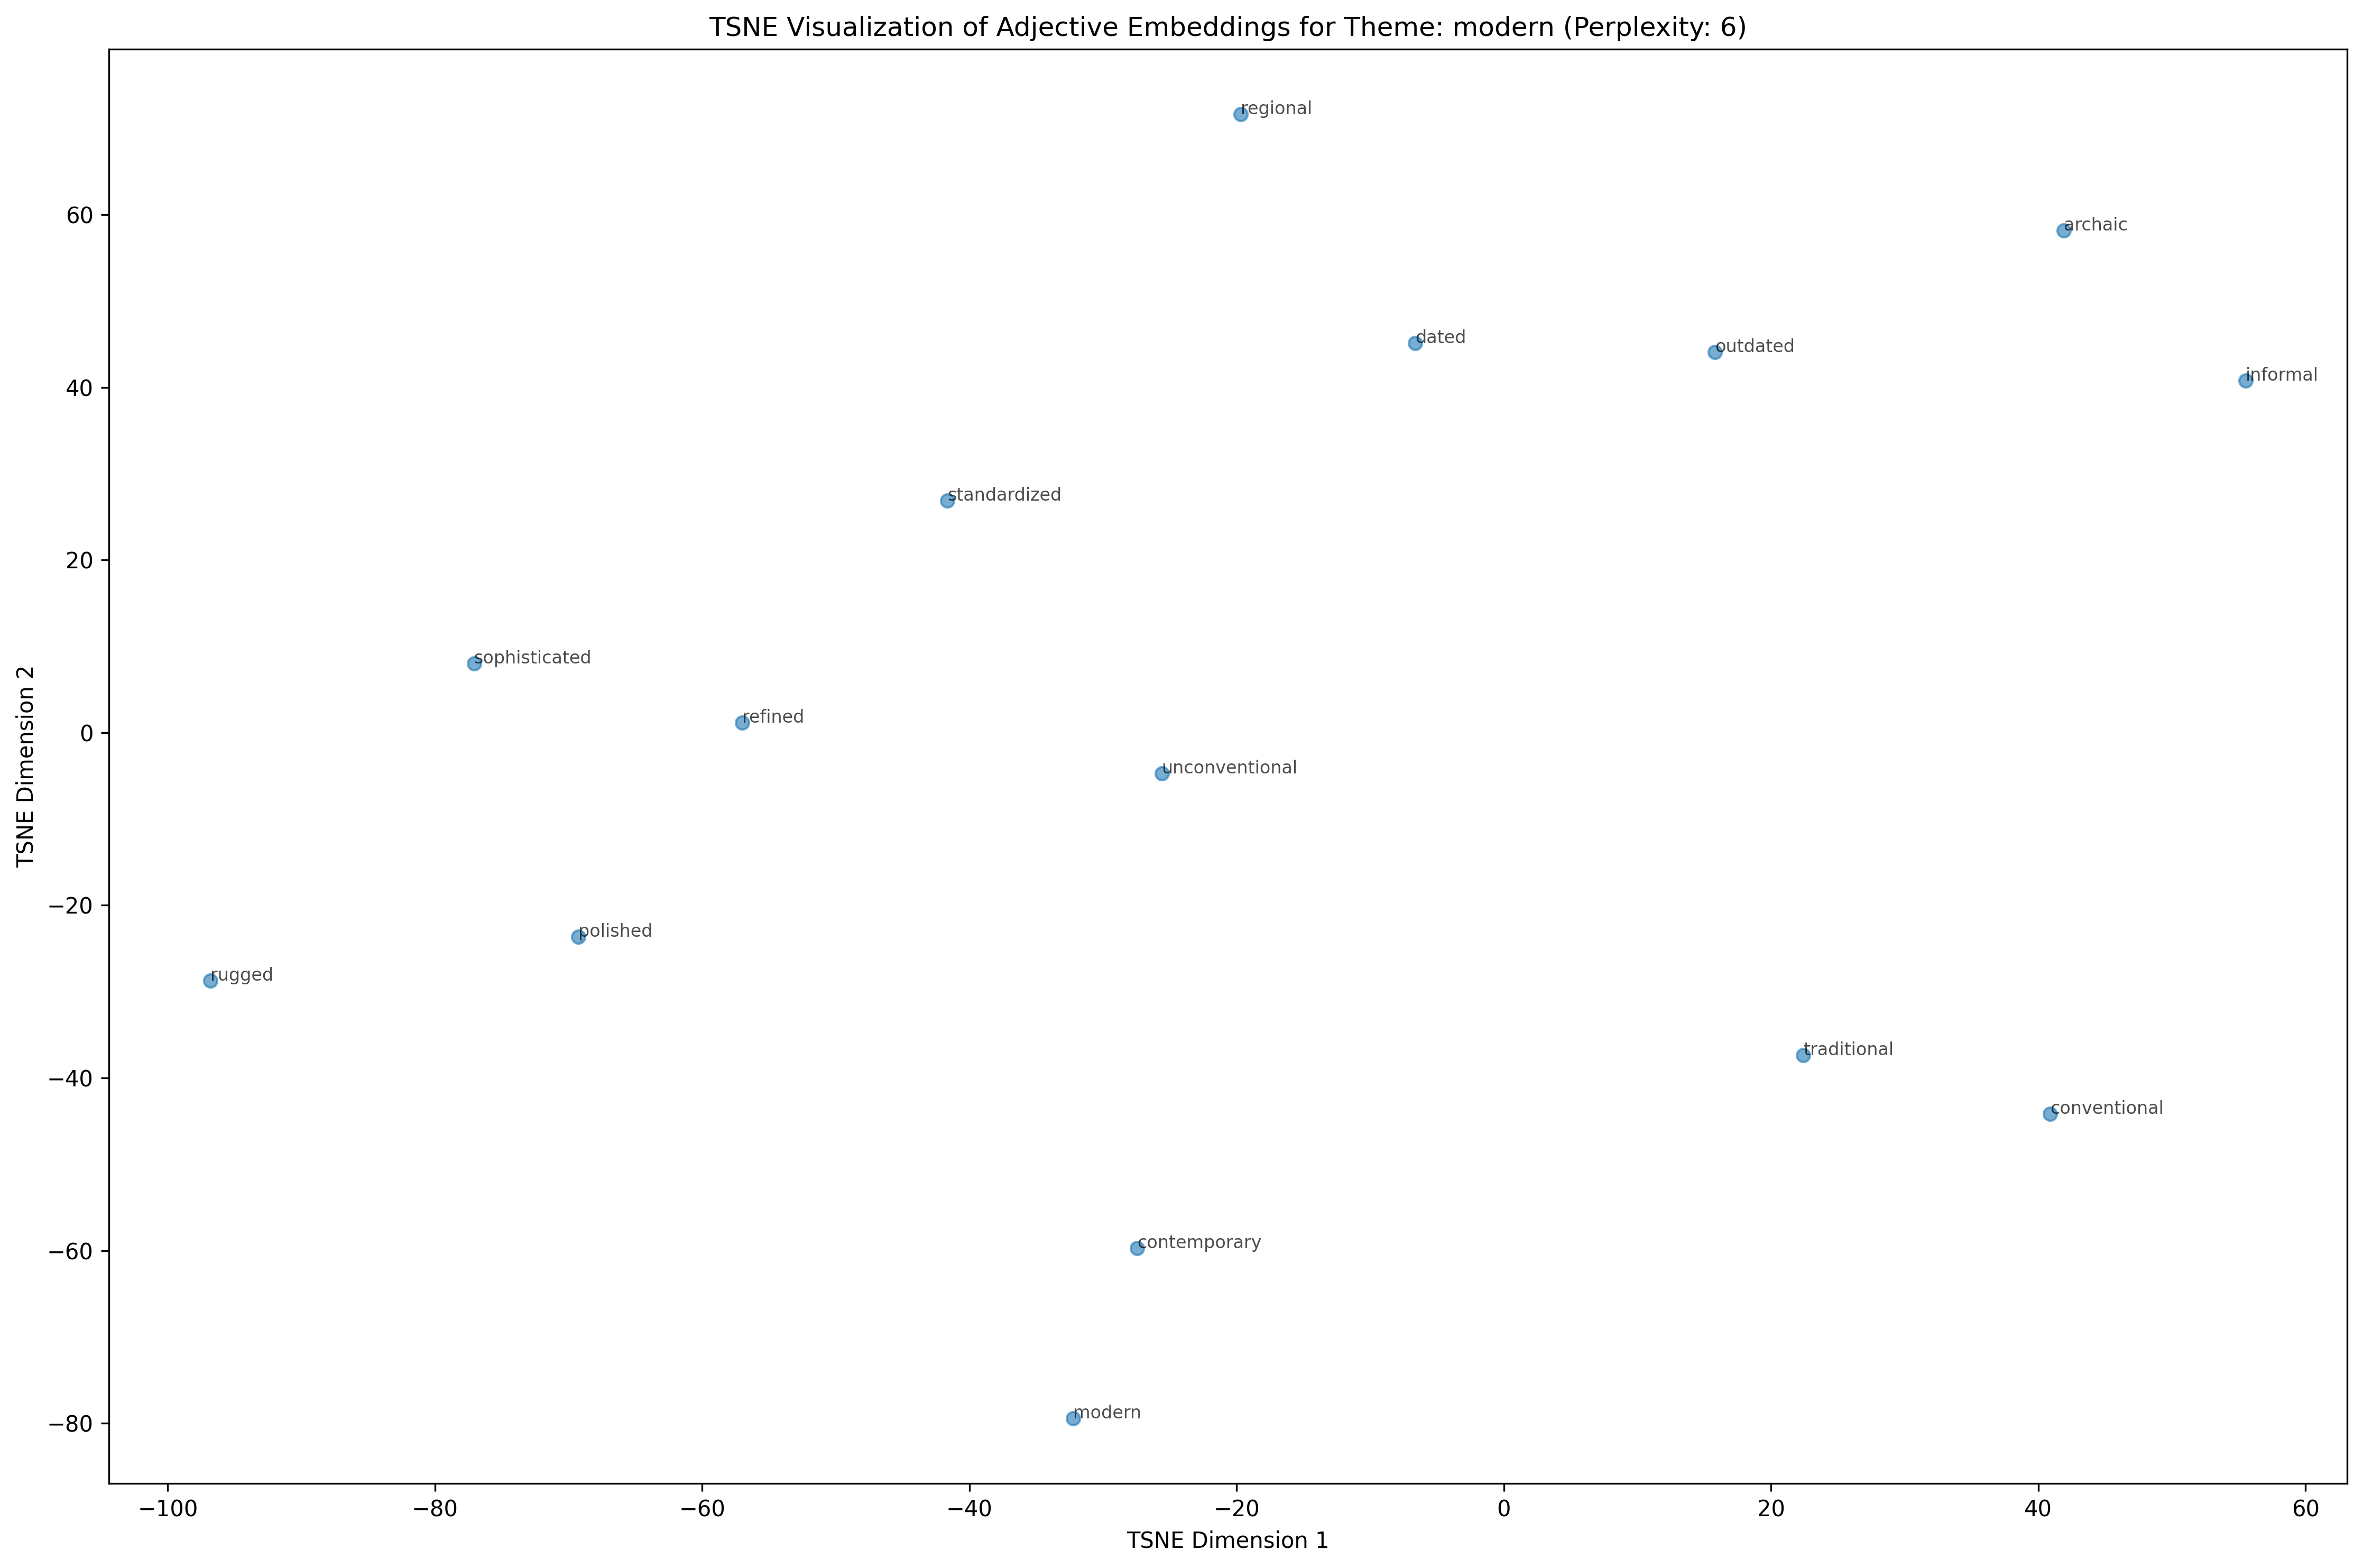 TSNE Visualization of Adjective Embeddings for Theme: modern (Perplexity: 6)
regional
archaic
dated
outdated
informal
standardized
sophisticated
refined
unconventional
polished
rugged
traditional
conventional
contemporary
modern
60
40
20
0
−20
−40
−60
−80
TSNE Dimension 2
−100
−80
−60
−40
−20
0
20
40
60
TSNE Dimension 1